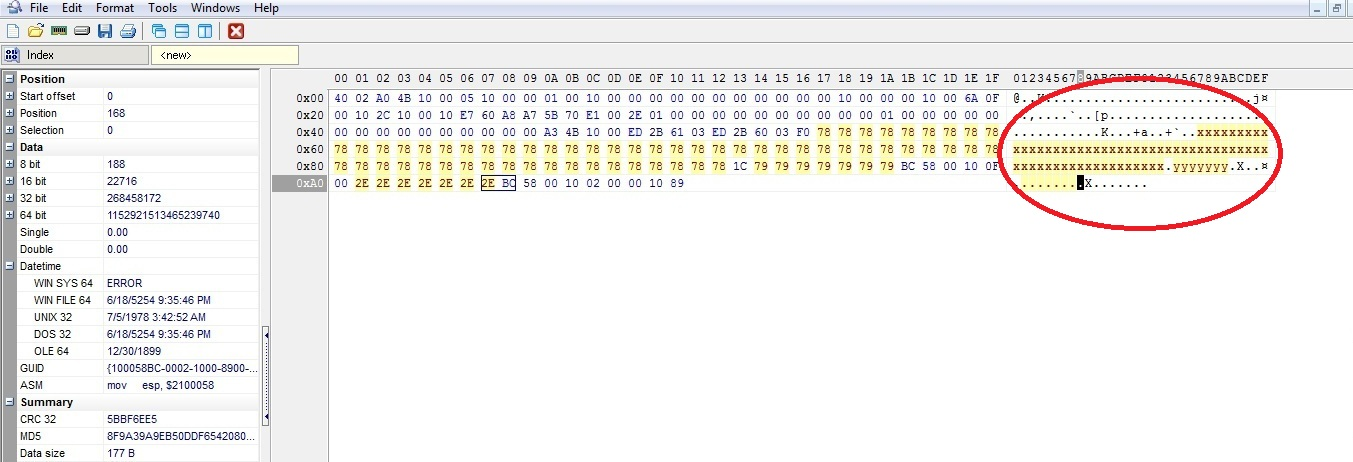 File Edit Format Tools Windows Help
Index <new>
Position
Start offset 0
Position 168
Selection 0
Data
8 bit 188
16 bit 22716
32 bit 268458172
64 bit 1152921513465239740
Single 0.00
Double 0.00
Datetime
WIN SYS 64 ERROR
WIN FILE 64 6/18/5254 9:35:46 PM
UNIX 32 7/5/1978 3:42:52 AM
DOS 32 6/18/5254 9:35:46 PM
OLE 64 12/30/1899
GUID {100058BC-0002-1000-8900-...
ASM mov esp, $2100058
Summary
CRC 32 5BBF6EE5
MD5 8F9A39A9EB50DDF6542080...
Data size 177 B
00 01 02 03 04 05 06 07 08 09 0A 0B 0C 0D 0E 0F 10 11 12 13 14 15 16 17 18 19 1A 1B 1C 1D 1E 1F 0123456789ABCDEF0123456789ABCDEF
0x00 40 02 A0 4B 10 00 05 10 00 00 01 00 10 00 00 00 00 00 00 00 00 00 00 00 10 00 00 00 10 00 6A 0F @..K..........................j¤
0x20 00 10 2C 10 00 10 E7 60 A8 A7 5B 70 E1 00 2E 01 00 00 00 00 00 00 00 00 00 00 01 00 00 00 00 00 ..,....`..[p....................
0x40 00 00 00 00 00 00 00 00 00 00 A3 4B 10 00 ED 2B 61 03 ED 2B 60 03 F0 78 78 78 78 78 78 78 78 78 ...........K...+a..+`..xxxxxxxxx
0x60 78 78 78 78 78 78 78 78 78 78 78 78 78 78 78 78 78 78 78 78 78 78 78 78 78 78 78 78 78 78 78 78 xxxxxxxxxxxxxxxxxxxxxxxxxxxxxxxx
0x80 78 78 78 78 78 78 78 78 78 78 78 78 78 78 78 78 78 78 78 1C 79 79 79 79 79 79 79 BC 58 00 10 0F xxxxxxxxxxxxxxxxxxx.yyyyyyy.X..¤
0xA0 00 2E 2E 2E 2E 2E 2E 2E BC 58 00 10 02 00 00 10 89 .........X.......